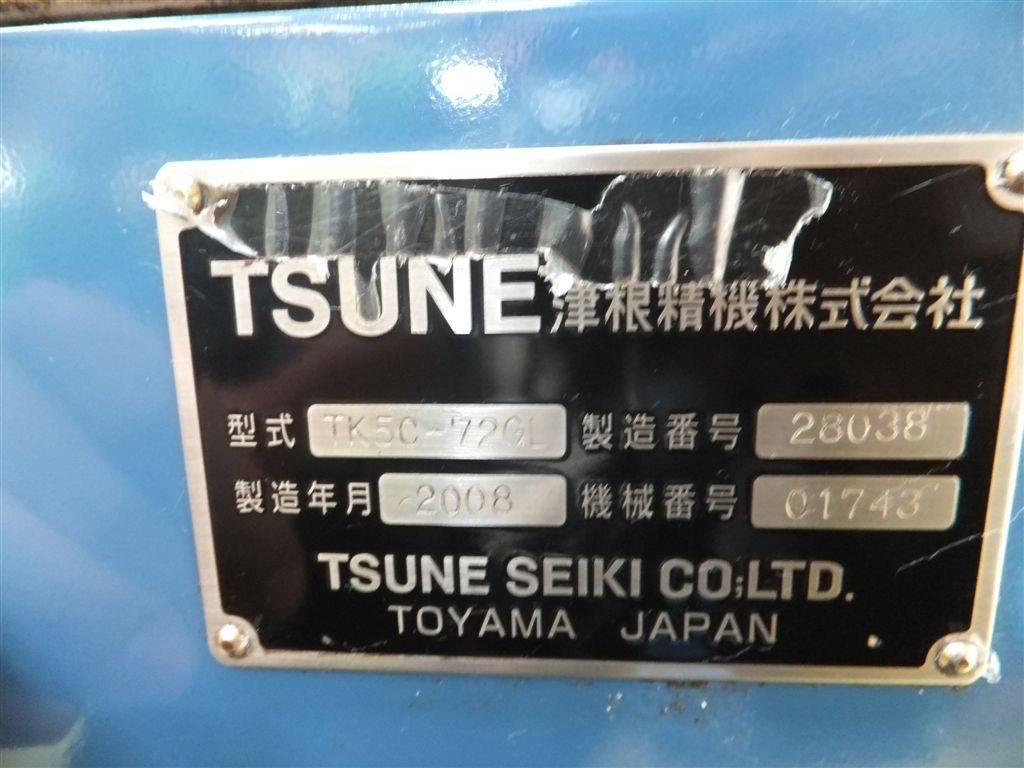 TSUNE 津根精機株式会社
型式 TK5C-72GL 製造番号 28038
製造年月 2008 機械番号 01743
TSUNE SEIKI CO.,LTD.
TOYAMA JAPAN